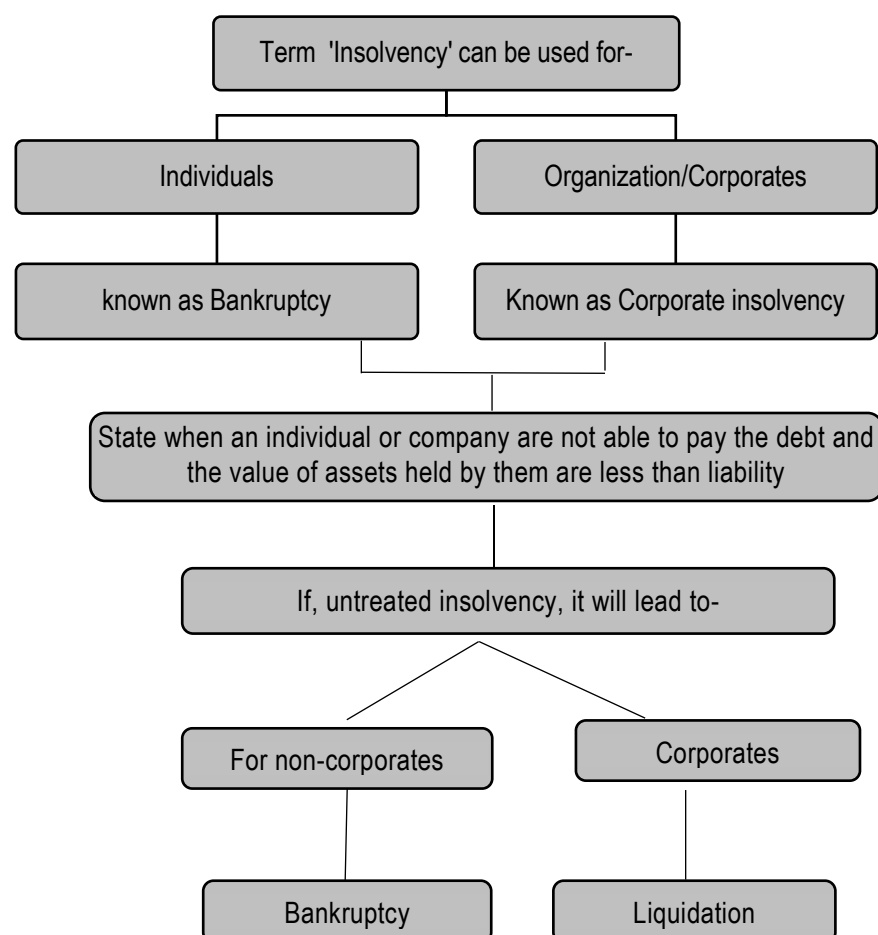 Term 'Insolvency' can be used for-
Individuals
Organization/Corporates
known as Bankruptcy
Known as Corporate insolvency
State when an individual or company are not able to pay the debt and
the value of assets held by them are less than liability
If, untreated insolvency, it will lead to-
For non-corporates
Corporates
Bankruptcy
Liquidation